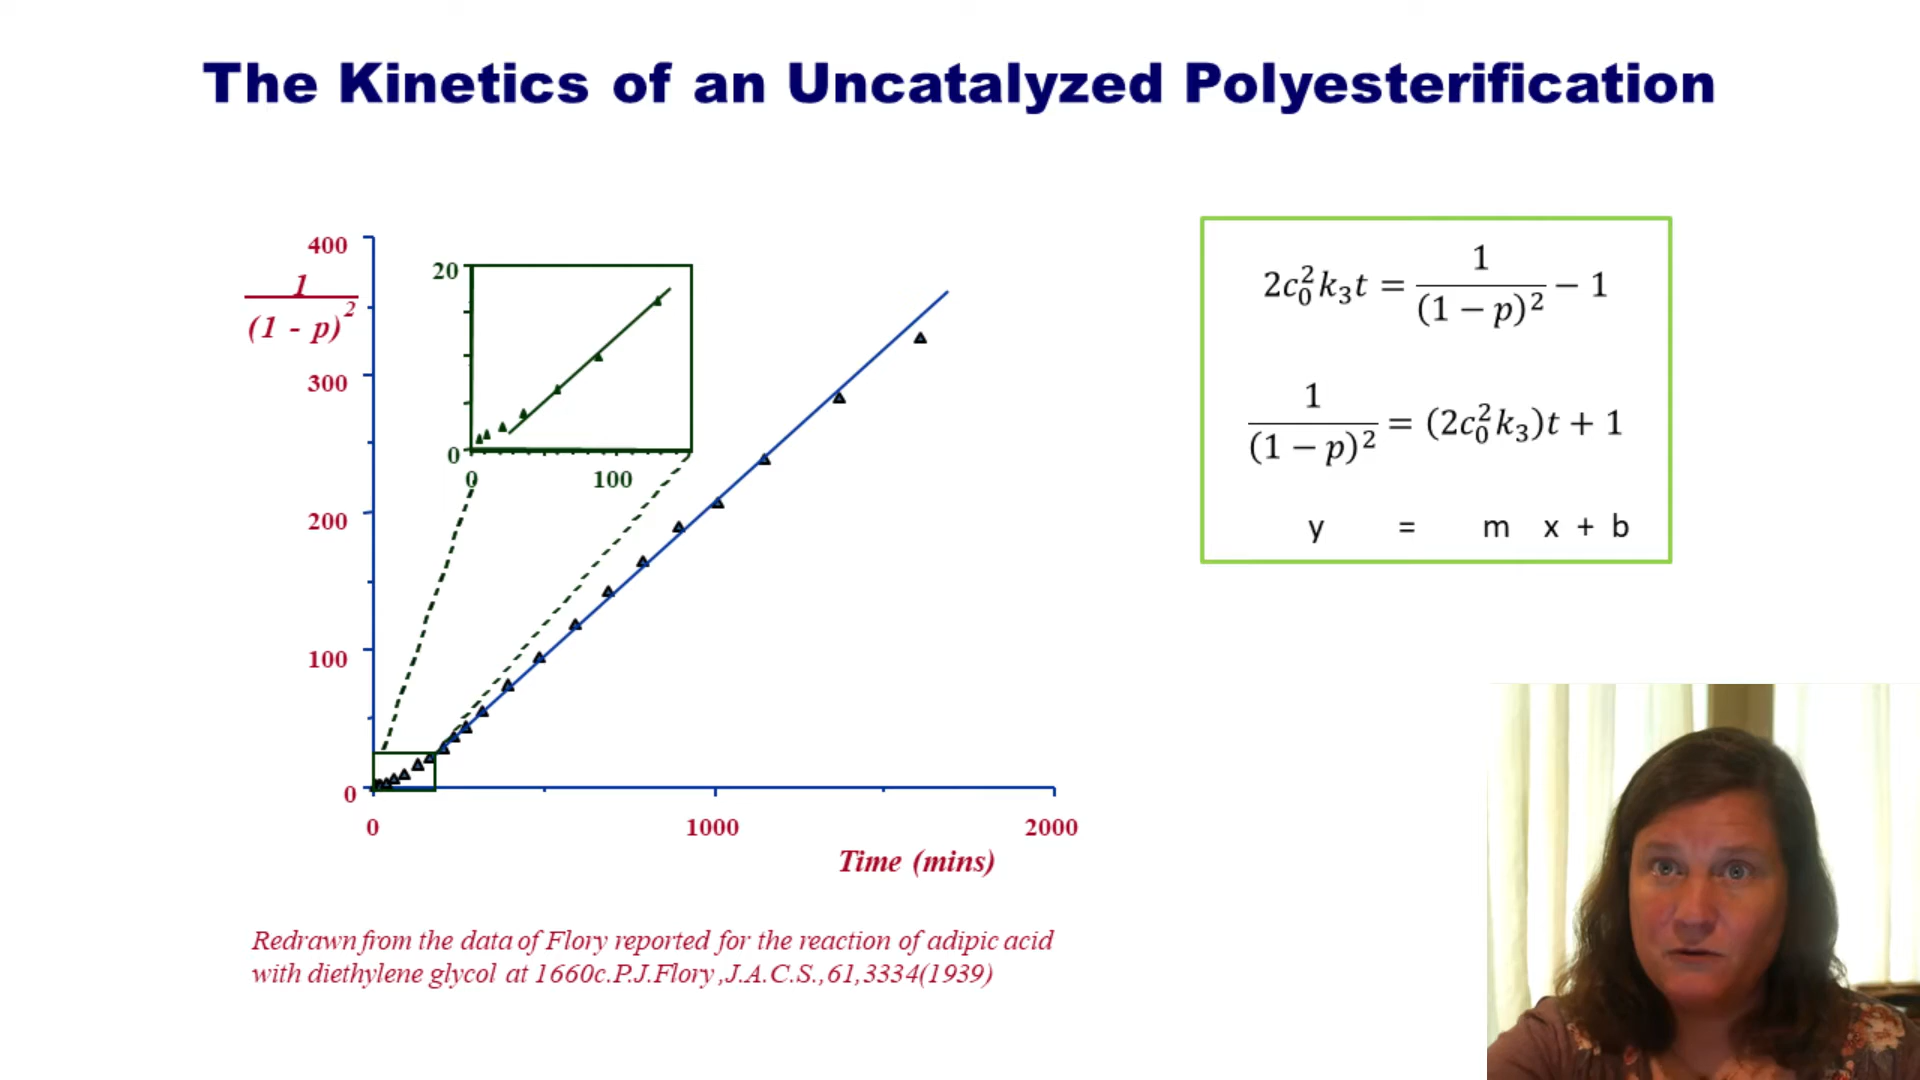 The Kinetics of an Uncatalyzed Polyesterification
400
1
(1 - p)²
300
200
100
0
0
1000
2000
Time (mins)
20
0
0
100
2c₀²k₃t = 1/(1 − p)² − 1
1/(1 − p)² = (2c₀²k₃)t + 1
y = m x + b
Redrawn from the data of Flory reported for the reaction of adipic acid
with diethylene glycol at 1660c.P.J.Flory,J.A.C.S.,61,3334(1939)